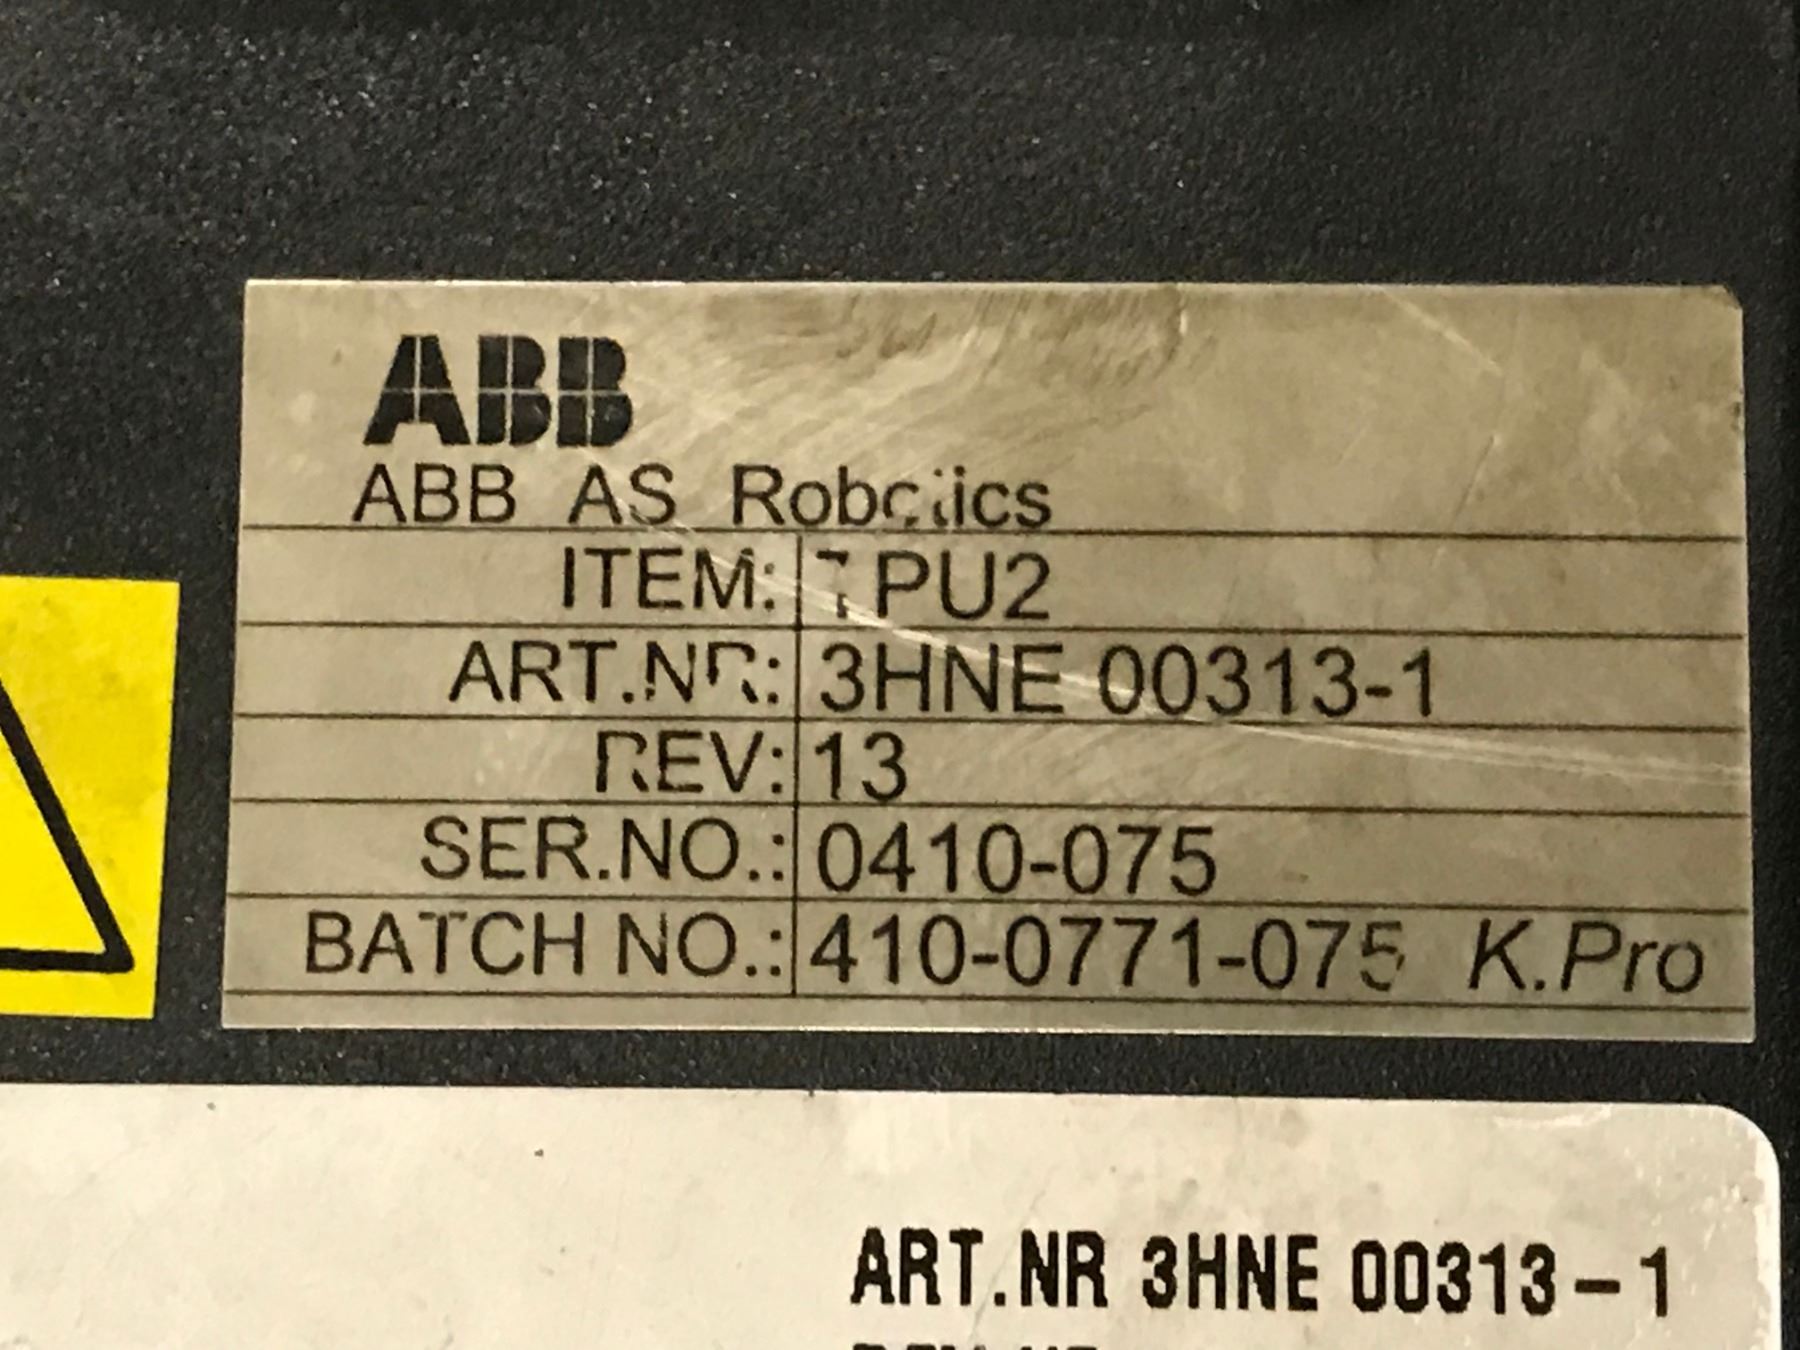 ABB
ABB AS Robotics
ITEM: TPU2
ART.NR: 3HNE 00313-1
REV: 13
SER.NO.: 0410-075
BATCH NO.: 410-0771-075 K.Pro
ART.NR 3HNE 00313-1